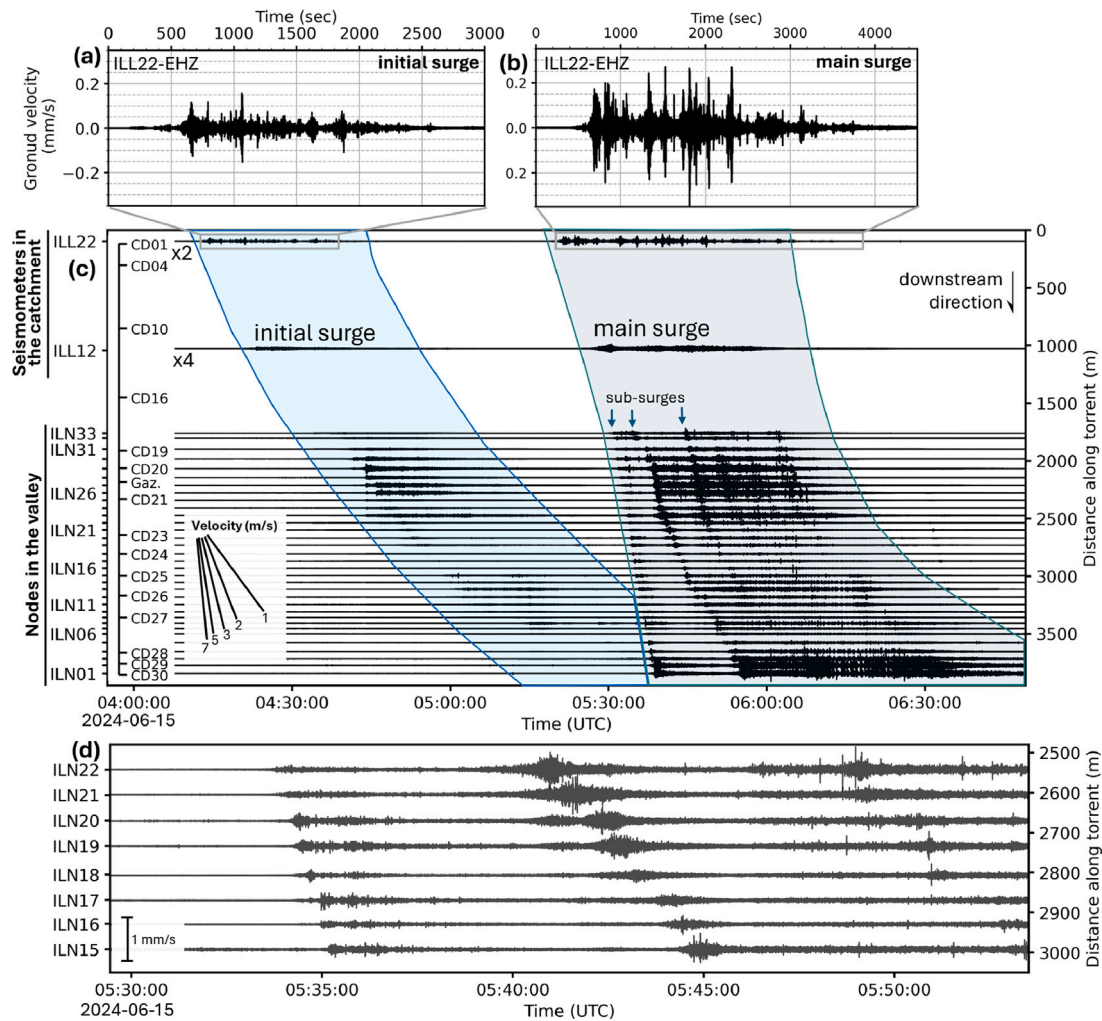 Time (sec)
0 500 1000 1500 2000 2500 3000
(a)
ILL22-EHZ
initial surge
Gronud velocity
(mm/s)
0.2
0.0
−0.2
Time (sec)
0 1000 2000 3000 4000
(b)
ILL22-EHZ
main surge
0.2
0.0
0.2
Seismometers in
the catchment
Nodes in the valley
(c)
ILL22
ILL12
ILN33
ILN31
ILN26
ILN21
ILN16
ILN11
ILN06
ILN01
CD01
x2
CD04
CD10
x4
CD16
CD19
CD20
Gaz.
CD21
CD23
CD24
CD25
CD26
CD27
CD28
CD29
CD30
initial surge
main surge
sub-surges
downstream
direction
Velocity (m/s)
7 5 3 2 1
0
500
1000
1500
2000
2500
3000
3500
Distance along torrent (m)
04:00:00 04:30:00 05:00:00 05:30:00 06:00:00 06:30:00
2024-06-15
Time (UTC)
(d)
ILN22
ILN21
ILN20
ILN19
ILN18
ILN17
ILN16
ILN15
1 mm/s
2500
2600
2700
2800
2900
3000
Distance along torrent (m)
05:30:00 05:35:00 05:40:00 05:45:00 05:50:00
2024-06-15
Time (UTC)